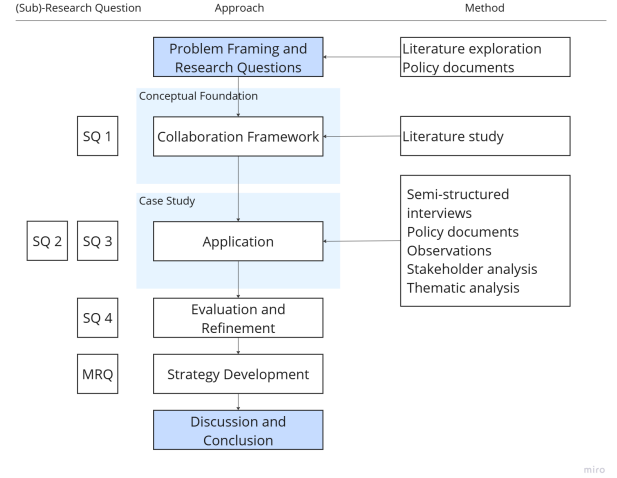 (Sub)-Research Question
Approach
Method
Problem Framing and
Research Questions
Literature exploration
Policy documents
Conceptual Foundation
SQ 1
Collaboration Framework
Literature study
Case Study
SQ 2
SQ 3
Application
Semi-structured
interviews
Policy documents
Observations
Stakeholder analysis
Thematic analysis
SQ 4
Evaluation and
Refinement
MRQ
Strategy Development
Discussion and
Conclusion
miro